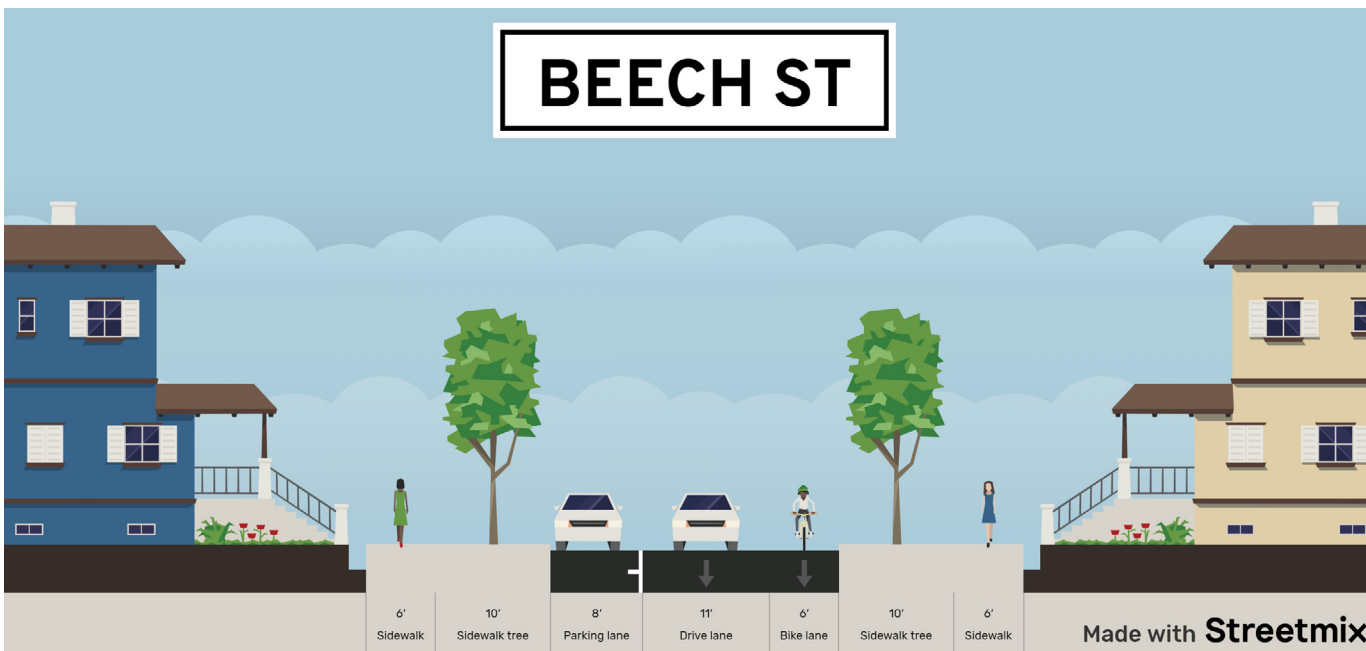 BEECH ST
6' 10' 8' 11' 6' 10' 6'
Sidewalk Sidewalk tree Parking lane Drive lane Bike lane Sidewalk tree Sidewalk
Made with Streetmix